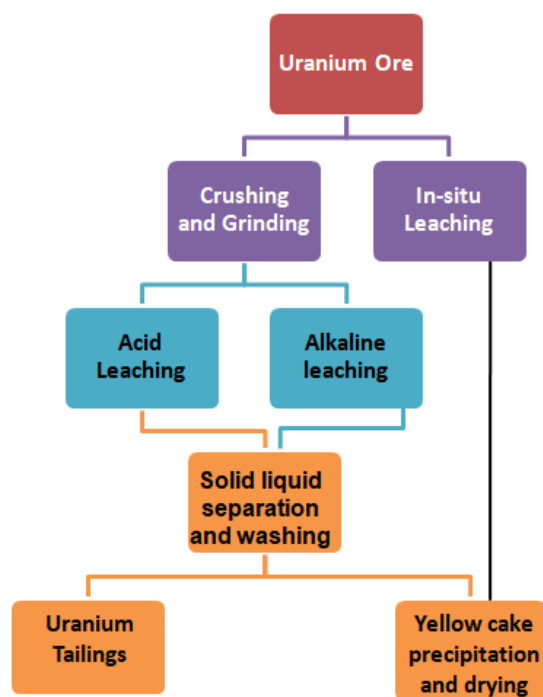 Uranium Ore
Crushing
and Grinding
In-situ
Leaching
Acid
Leaching
Alkaline
leaching
Solid liquid
separation
and washing
Uranium
Tailings
Yellow cake
precipitation
and drying